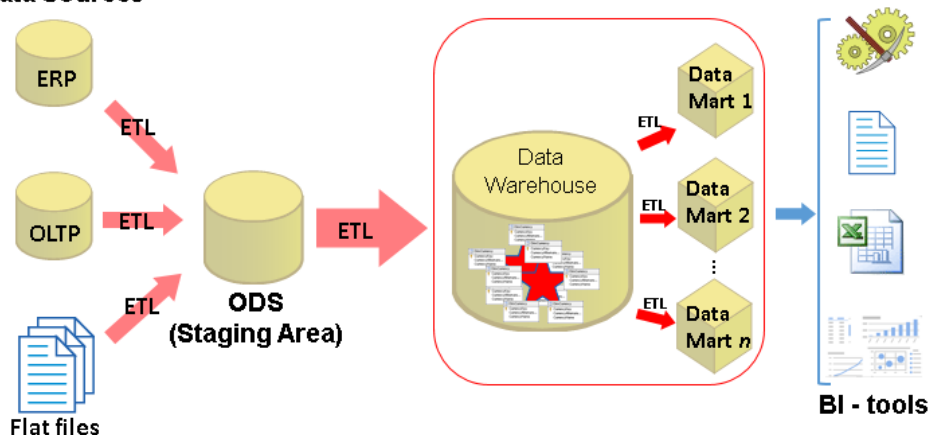 ERP
ETL
OLTP
ETL
ETL
Flat files
ODS
(Staging Area)
ETL
Data
Warehouse
ETL
ETL
ETL
Data
Mart 1
Data
Mart 2
Data
Mart n
BI - tools